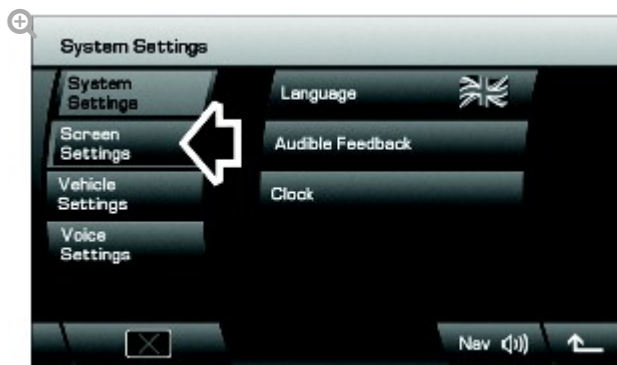 System Settings
System
Settings
Language
Screen
Settings
Audible Feedback
Vehicle
Settings
Clock
Voice
Settings
Nav